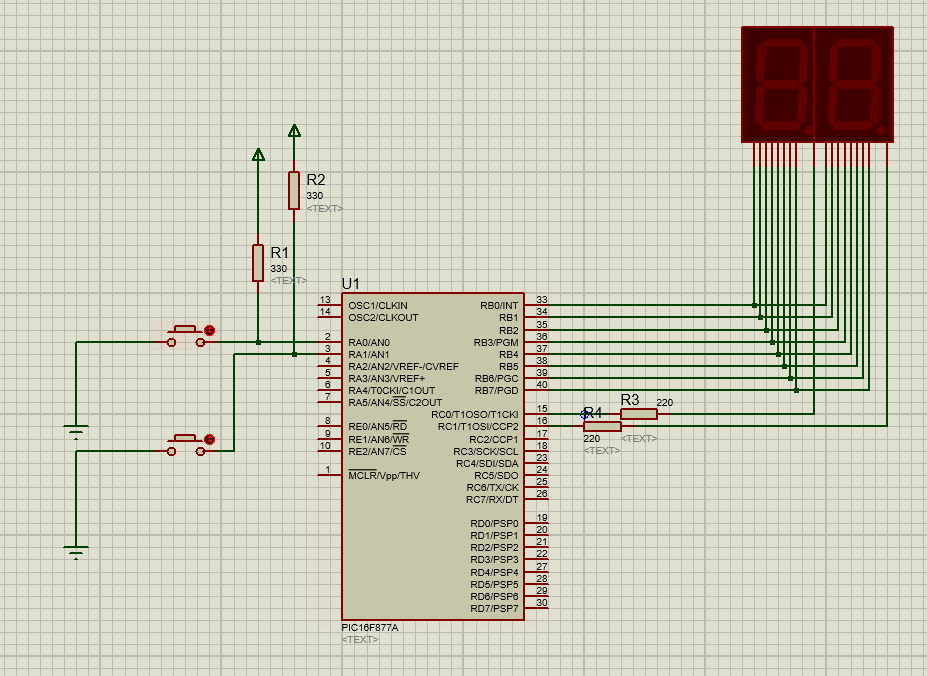 R2
330
<TEXT>
R1
330
<TEXT>
U1
13
OSC1/CLKIN
14
OSC2/CLKOUT
2
RA0/AN0
3
RA1/AN1
4
RA2/AN2/VREF-/CVREF
5
RA3/AN3/VREF+
6
RA4/T0CKI/C1OUT
7
RA5/AN4/SS/C2OUT
8
RE0/AN5/RD
9
RE1/AN6/WR
10
RE2/AN7/CS
1
MCLR/Vpp/THV
RB0/INT
33
RB1
34
RB2
35
RB3/PGM
36
RB4
37
RB5
38
RB6/PGC
39
RB7/PGD
40
RC0/T1OSO/T1CKI
15
RC1/T1OSI/CCP2
16
RC2/CCP1
17
RC3/SCK/SCL
18
RC4/SDI/SDA
23
RC5/SDO
24
RC6/TX/CK
25
RC7/RX/DT
26
RD0/PSP0
19
RD1/PSP1
20
RD2/PSP2
21
RD3/PSP3
22
RD4/PSP4
27
RD5/PSP5
28
RD6/PSP6
29
RD7/PSP7
30
R3
220
<TEXT>
R4
220
<TEXT>
PIC16F877A
<TEXT>